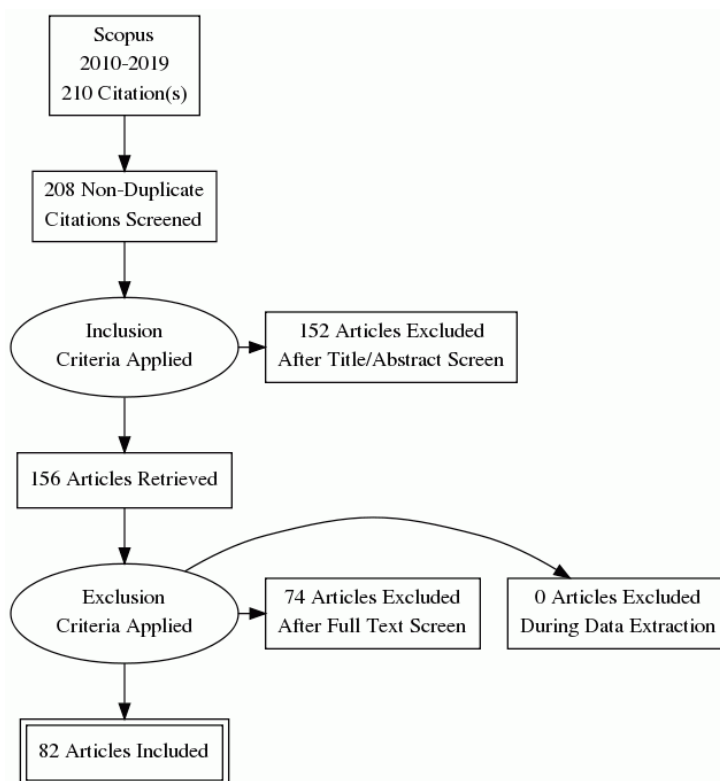 Scopus
2010-2019
210 Citation(s)
208 Non-Duplicate
Citations Screened
Inclusion
Criteria Applied
152 Articles Excluded
After Title/Abstract Screen
156 Articles Retrieved
Exclusion
Criteria Applied
74 Articles Excluded
After Full Text Screen
0 Articles Excluded
During Data Extraction
82 Articles Included